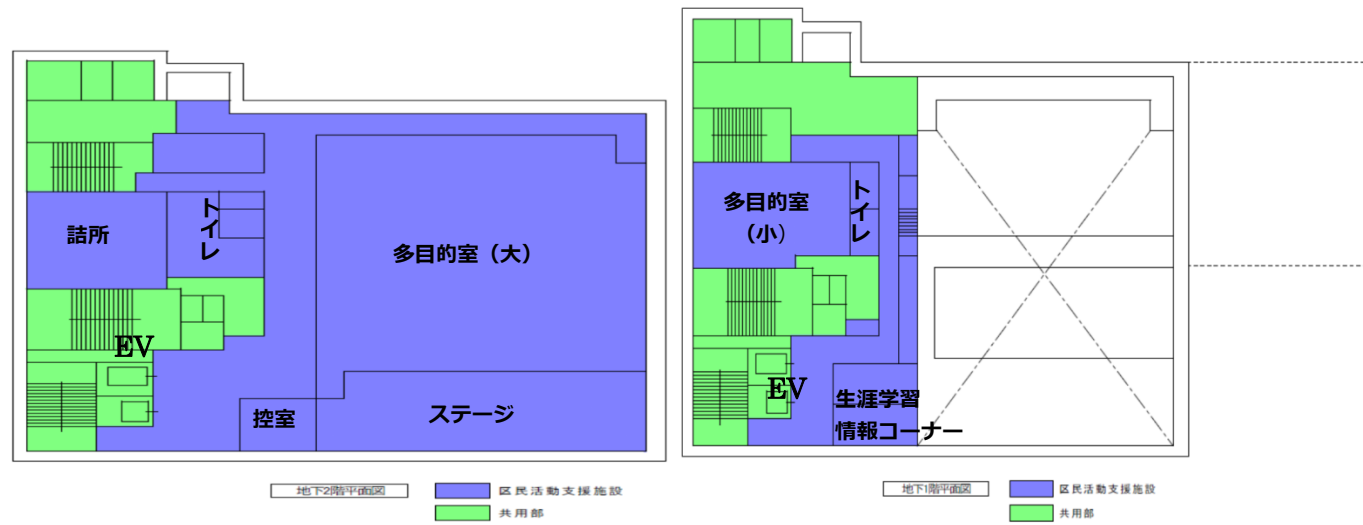 詰所
トイレ
多目的室（大）
EV
控室
ステージ
地下2階平面図
区民活動支援施設
共用部
多目的室
（小）
トイレ
EV
生涯学習
情報コーナー
地下1階平面図
区民活動支援施設
共用部